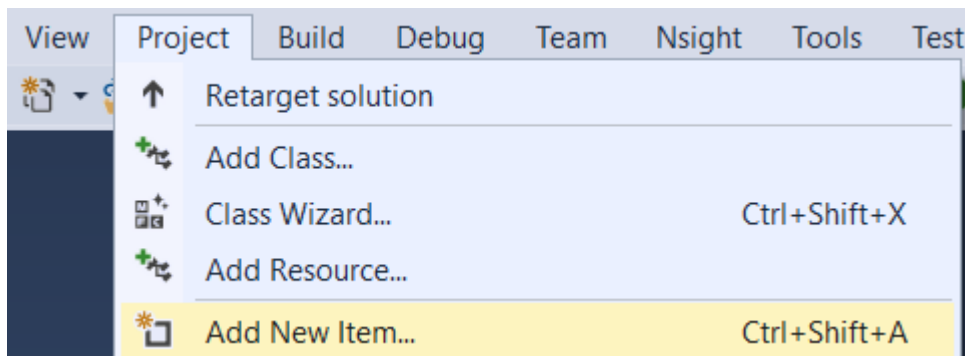 View Project Build Debug Team Nsight Tools Test
Retarget solution
Add Class...
Class Wizard... Ctrl+Shift+X
Add Resource...
Add New Item... Ctrl+Shift+A